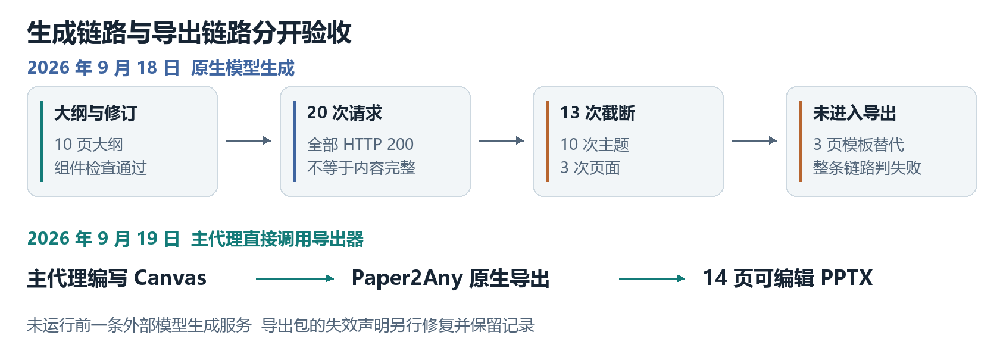 生成链路与导出链路分开验收
2026 年 9 月 18 日 原生模型生成
大纲与修订
10 页大纲
组件检查通过
20 次请求
全部 HTTP 200
不等于内容完整
13 次截断
10 次主题
3 次页面
未进入导出
3 页模板替代
整条链路判失败
2026 年 9 月 19 日 主代理直接调用导出器
主代理编写 Canvas
Paper2Any 原生导出
14 页可编辑 PPTX
未运行前一条外部模型生成服务 导出包的失效声明另行修复并保留记录